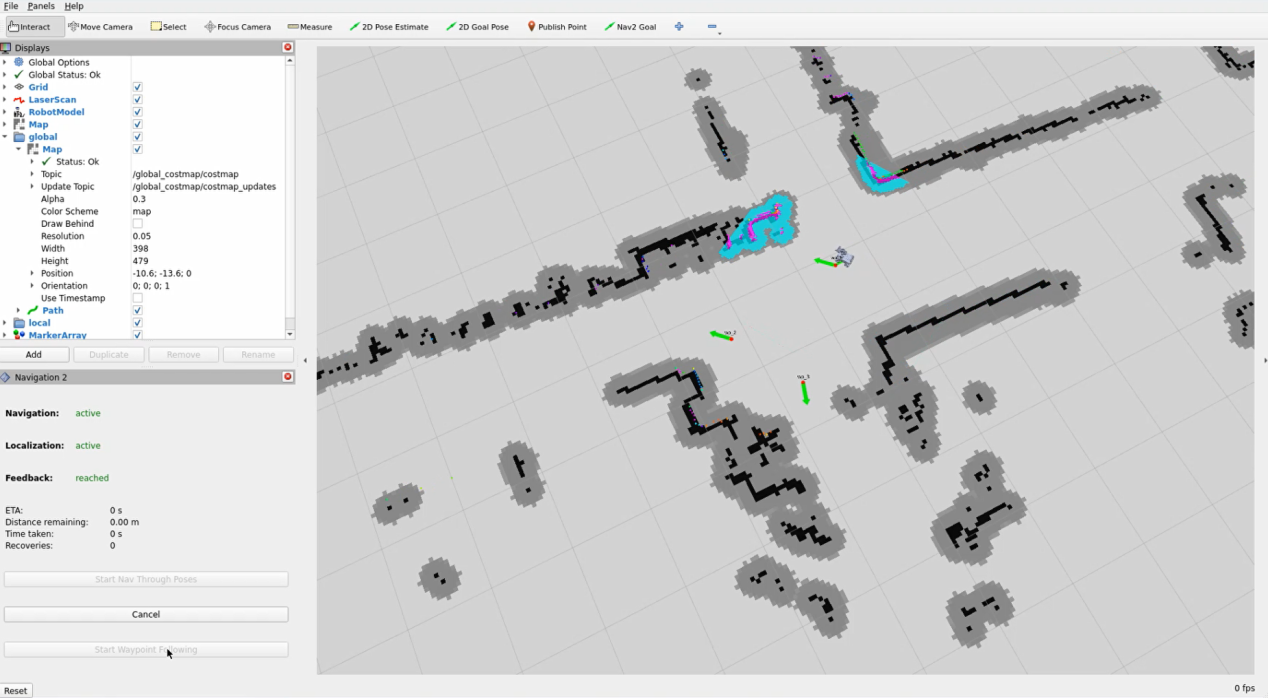 File Panels Help
Interact Move Camera Select Focus Camera Measure 2D Pose Estimate 2D Goal Pose Publish Point Nav2 Goal
Displays
Global Options
Global Status: Ok
Grid
LaserScan
RobotModel
Map
global
Map
Status: Ok
Topic /global_costmap/costmap
Update Topic /global_costmap/costmap_updates
Alpha 0.3
Color Scheme map
Draw Behind
Resolution 0.05
Width 398
Height 479
Position -10.6; -13.6; 0
Orientation 0; 0; 0; 1
Use Timestamp
Path
local
MarkerArray
Add Duplicate Remove Rename
Navigation 2
Navigation: active
Localization: active
Feedback: reached
ETA: 0 s
Distance remaining: 0.00 m
Time taken: 0 s
Recoveries: 0
Start Nav Through Poses
Cancel
Start Waypoint Following
Reset
0 fps